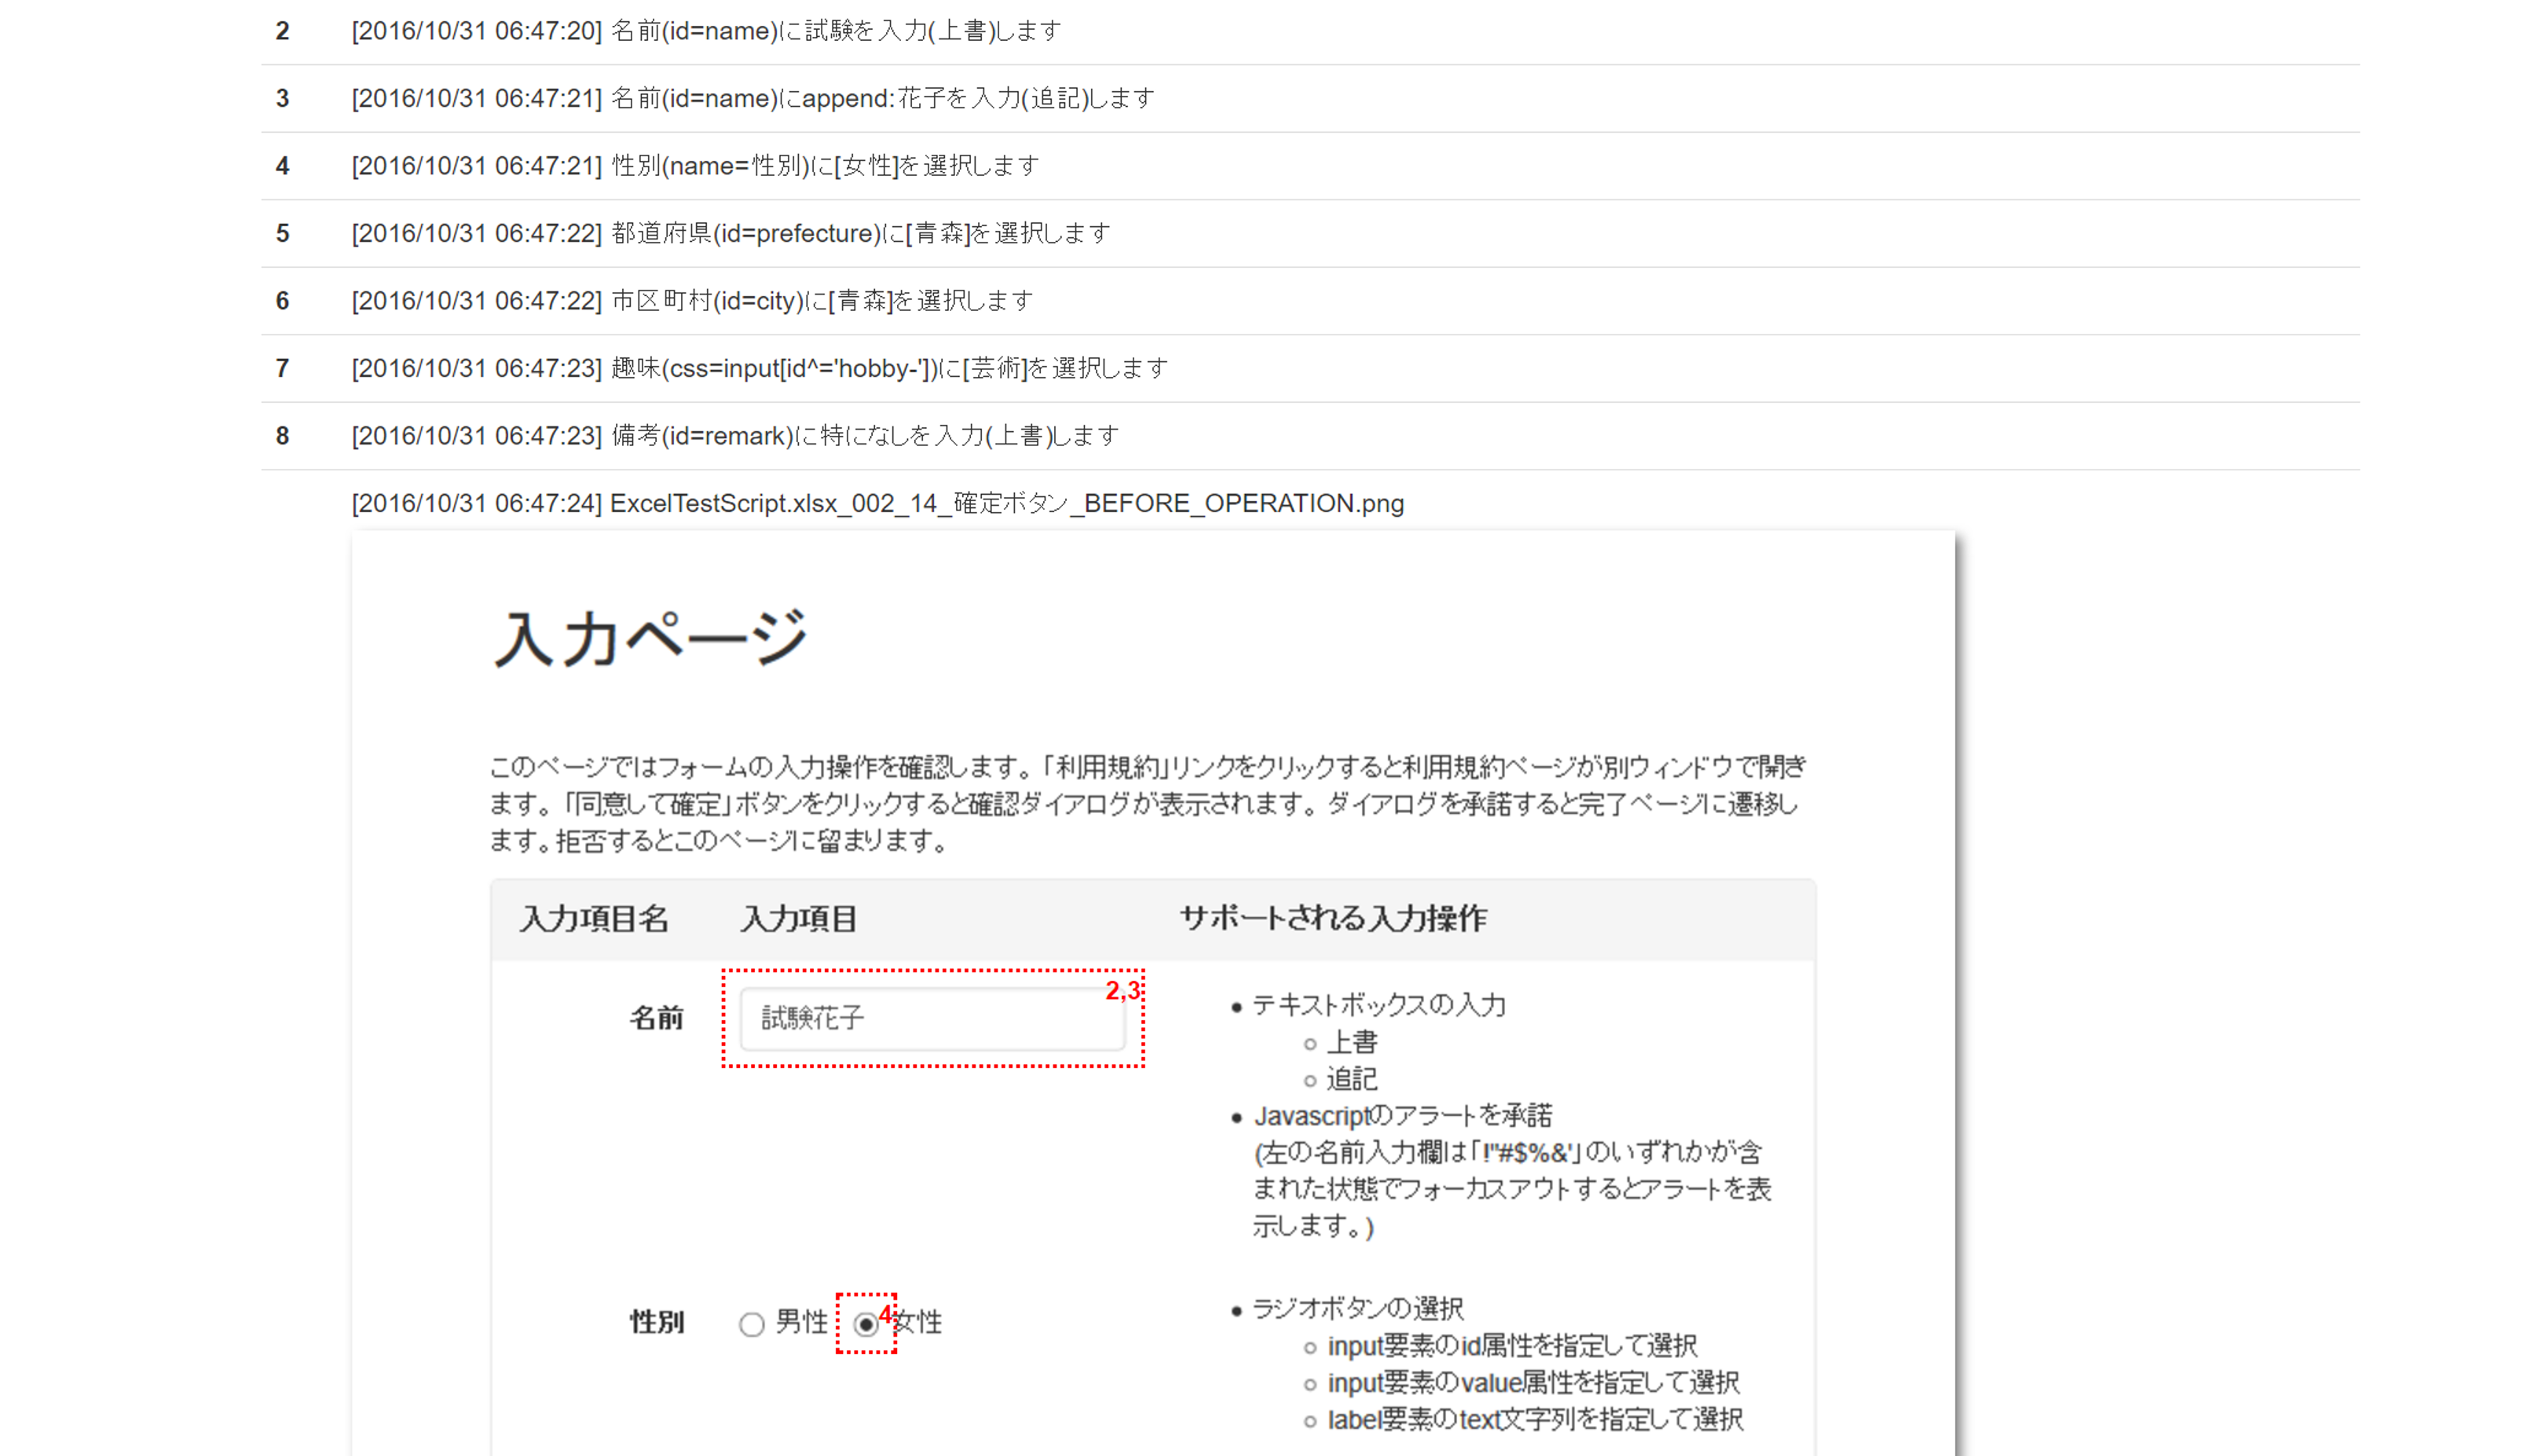 2 [2016/10/31 06:47:20] 名前(id=name)に試験を入力(上書)します
3 [2016/10/31 06:47:21] 名前(id=name)にappend:花子を入力(追記)します
4 [2016/10/31 06:47:21] 性別(name=性別)に[女性]を選択します
5 [2016/10/31 06:47:22] 都道府県(id=prefecture)に[青森]を選択します
6 [2016/10/31 06:47:22] 市区町村(id=city)に[青森]を選択します
7 [2016/10/31 06:47:23] 趣味(css=input[id^='hobby-'])に[芸術]を選択します
8 [2016/10/31 06:47:23] 備考(id=remark)に特になしを入力(上書)します
[2016/10/31 06:47:24] ExcelTestScript.xlsx_002_14_確定ボタン_BEFORE_OPERATION.png
入力ページ
このページではフォームの入力操作を確認します。「利用規約」リンクをクリックすると利用規約ページが別ウィンドウで開き
ます。「同意して確定」ボタンをクリックすると確認ダイアログが表示されます。ダイアログを承諾すると完了ページに遷移し
ます。拒否するとこのページに留まります。
入力項目名 入力項目 サポートされる入力操作
名前 試験花子 2,3
テキストボックスの入力
上書
追記
Javascriptのアラートを承諾
(左の名前入力欄は「!"#$%&'」のいずれかが含
まれた状態でフォーカスアウトするとアラートを表
示します。)
性別 男性 4 女性
ラジオボタンの選択
input要素のid属性を指定して選択
input要素のvalue属性を指定して選択
label要素のtext文字列を指定して選択